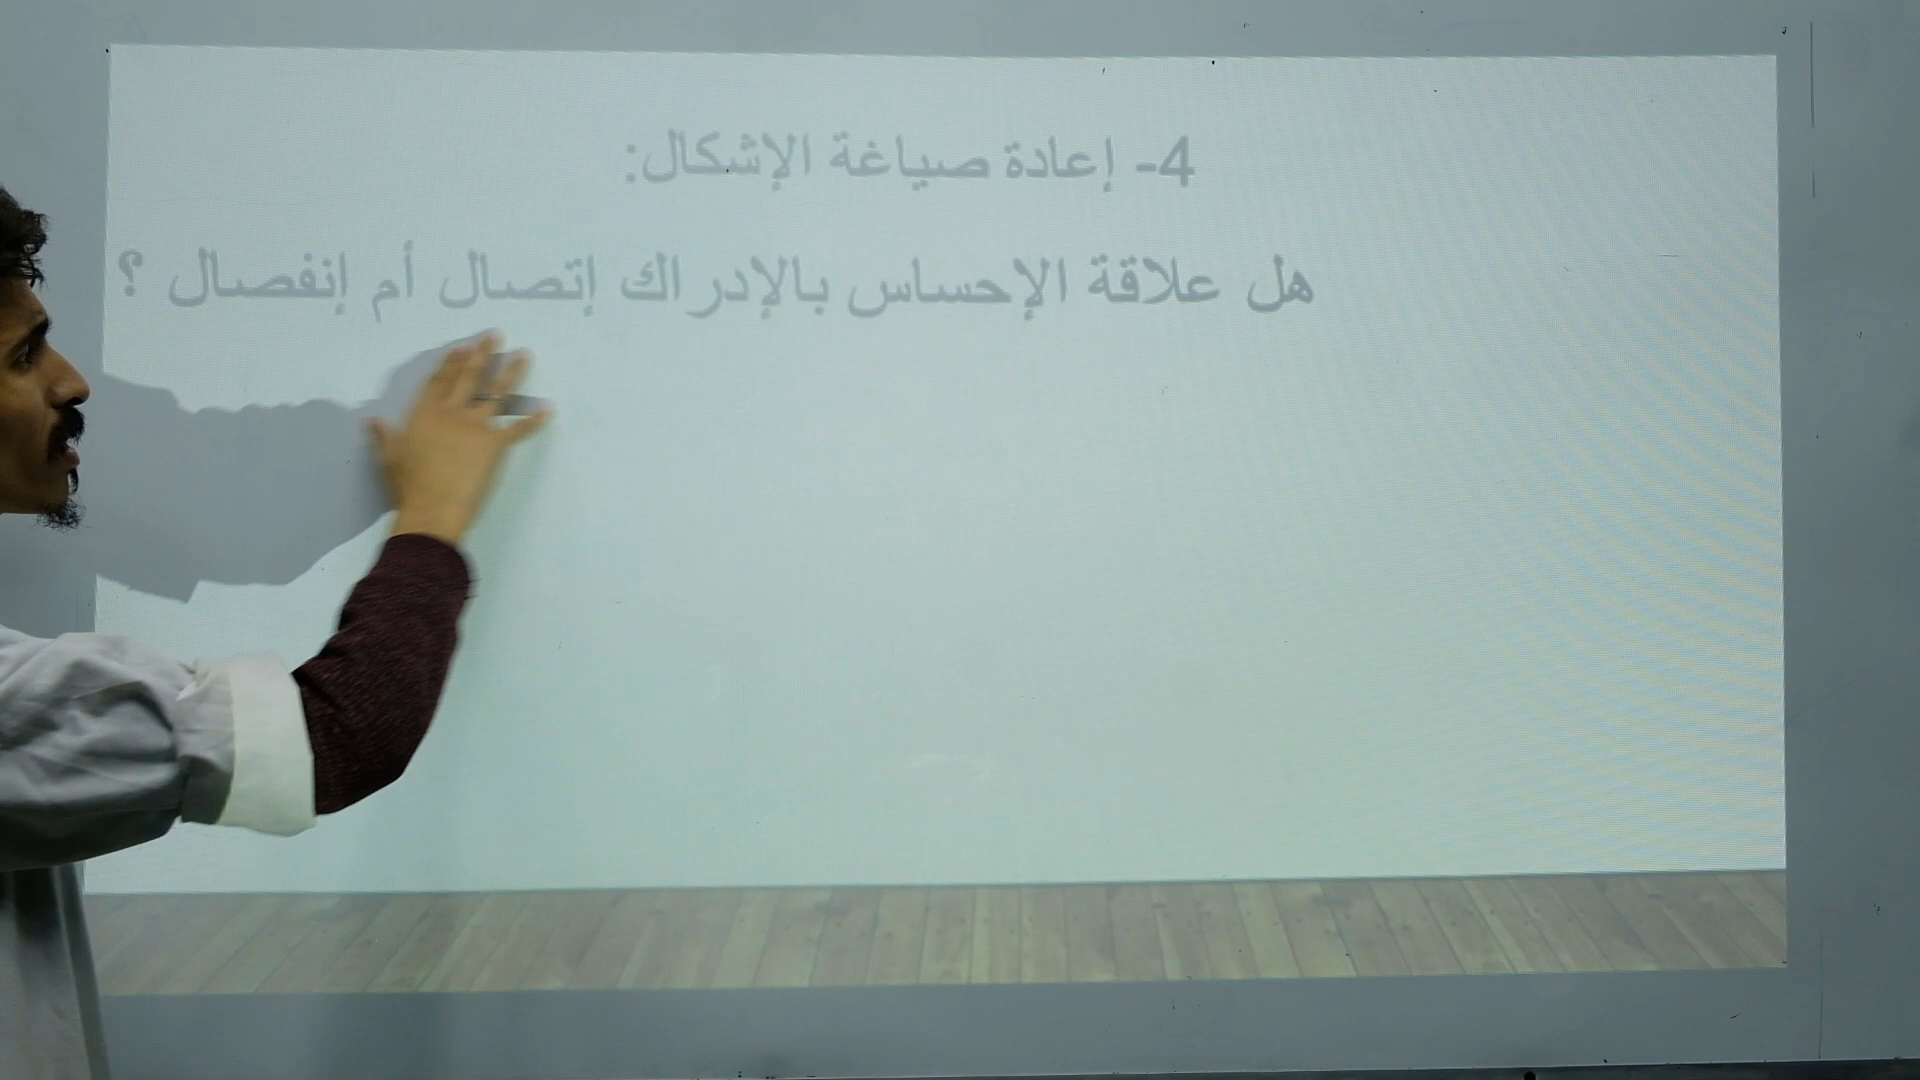 4- إعادة صياغة الإشكال:
هل علاقة الإحساس بالإدراك إتصال أم إنفصال ؟